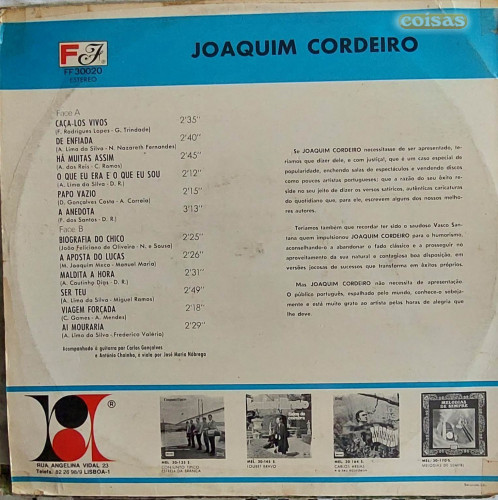 coisas
JOAQUIM CORDEIRO
FF
FF 30020
ESTEREO
Face A
CAÇA-LOS VIVOS 2'35"
(F. Rodrigues Lopes - G. Trindade)
DE ENFIADA 2'40"
(A. Lima da Silva - N. Nazareth Fernandes)
HÁ MUITAS ASSIM 2'45"
(A. dos Reis - C. Ramos)
O QUE EU ERA E O QUE EU SOU 2'12"
(A. Lima da Silva - D. R.)
PAPO VAZIO 2'15"
(D. Gonçalves Costa - A. Correia)
A ANEDOTA 3'13"
(F. dos Santos - D. R.)
Face B
BIOGRAFIA DO CHICO 2'25"
(João Feliciano de Oliveira - N. e Sousa)
A APOSTA DO LUCAS 2'26"
(M. Joaquim Moco - Manuel Maria)
MALDITA A HORA 2'31"
(A. Coutinho Dias - D. R.)
SER TEU 2'49"
(A. Lima da Silva - Miguel Ramos)
VIAGEM FORÇADA 2'18"
(C. Gomes - A. Mendes)
AI MOURARIA 2'29"
(A. Lima da Silva - Frederico Valério)
Acompanhado à guitarra por Carlos Gonçalves
e António Chainho, à viola por José Maria Nóbrega
Se JOAQUIM CORDEIRO necessitasse de ser apresentado, te-
ríamos que dizer dele, e com justiça!, que é um caso especial de
popularidade, enchendo salas de espectáculos e vendendo discos
como poucos artistas portugueses; que a razão do seu êxito re-
side no seu jeito de dizer os versos satíricos, autênticas caricaturas
do quotidiano que, para ele, escrevem alguns dos nossos melho-
res autores.
Teríamos também que recordar ter sido o saudoso Vasco San-
tana quem impulsionou JOAQUIM CORDEIRO para o humorismo,
aconselhando-o a abandonar o fado clássico e a prosseguir no
aproveitamento da sua natural e contagiosa boa disposição, em
versões jocosas de sucessos que transforma em êxitos próprios.
Mas JOAQUIM CORDEIRO não necessita de apresentação
O público português, espalhado pelo mundo, conhece-o sobeja-
mente e está muito grato ao artista pelas horas de alegria que
lhe deve.
®
RUA ANGELINA VIDAL 23
Telefs. 82 28 98/9 LISBOA-1
MELODIAS
DE SEMPRE